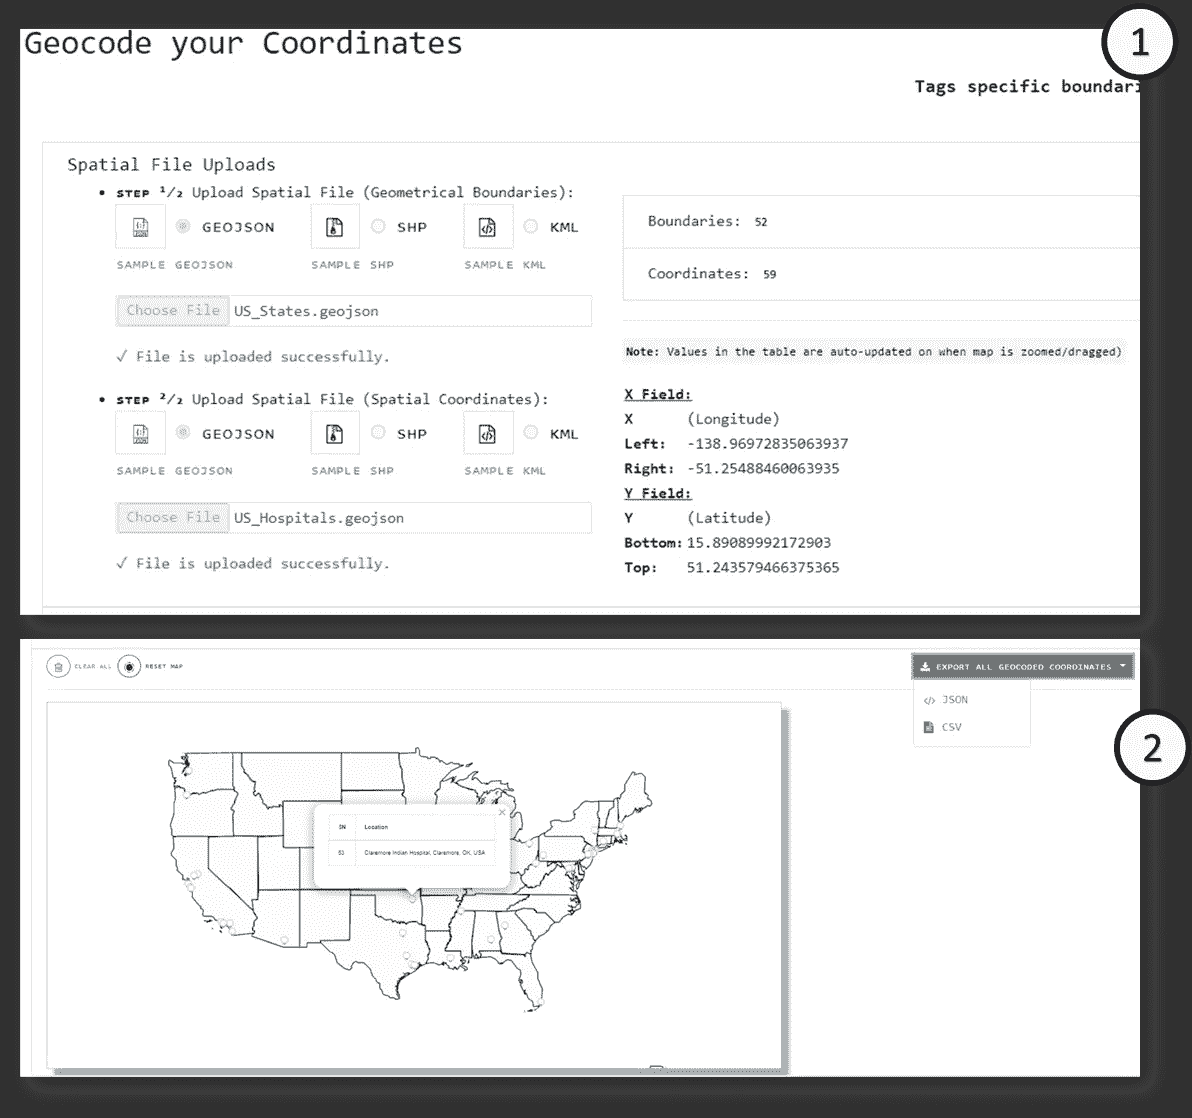 Geocode your Coordinates
1
Tags specific boundari
Spatial File Uploads
• STEP ¹/₂ Upload Spatial File (Geometrical Boundaries):
GEOJSON SHP KML
SAMPLE GEOJSON SAMPLE SHP SAMPLE KML
Choose File US_States.geojson
✓ File is uploaded successfully.
• STEP ²/₂ Upload Spatial File (Spatial Coordinates):
GEOJSON SHP KML
SAMPLE GEOJSON SAMPLE SHP SAMPLE KML
Choose File US_Hospitals.geojson
✓ File is uploaded successfully.
Boundaries: 52
Coordinates: 59
Note: Values in the table are auto-updated on when map is zoomed/dragged)
X Field:
X (Longitude)
Left: -138.96972835063937
Right: -51.25488460063935
Y Field:
Y (Latitude)
Bottom: 15.89089992172903
Top: 51.243579466375365
CLEAR ALL RESET MAP
EXPORT ALL GEOCODED COORDINATES
JSON
CSV
2
Location
Claremore Indian Hospital, Claremore, OK, USA